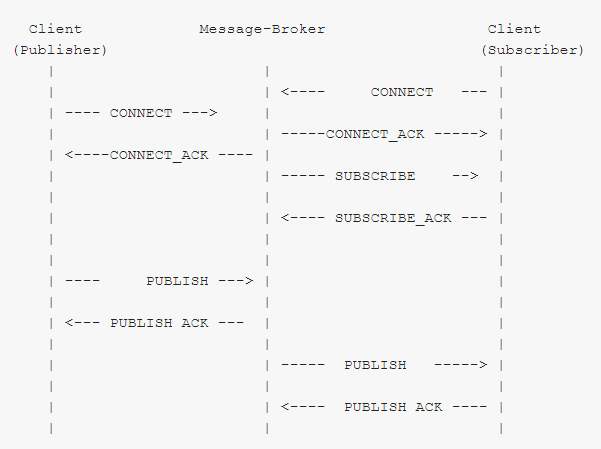 Client Message-Broker Client
(Publisher) (Subscriber)
| | |
| | <---- CONNECT --- |
| ---- CONNECT ---> | |
| | -----CONNECT_ACK -----> |
| <----CONNECT_ACK ---- | |
| | ----- SUBSCRIBE --> |
| | |
| | <---- SUBSCRIBE_ACK --- |
| | |
| | |
| ---- PUBLISH ---> | |
| | |
| <--- PUBLISH ACK --- | |
| | |
| | ----- PUBLISH -----> |
| | |
| | <---- PUBLISH ACK ---- |
| | |